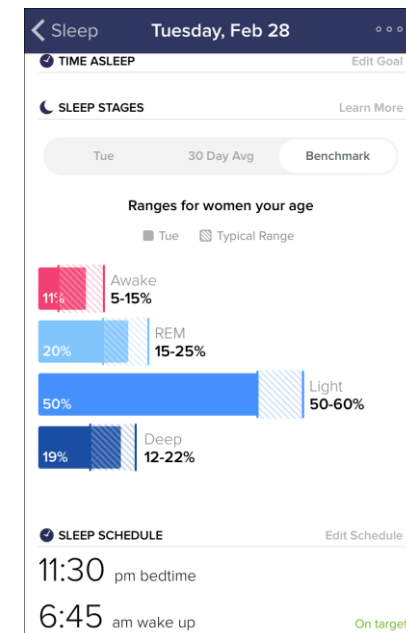 Sleep Tuesday, Feb 28
TIME ASLEEP Edit Goal
SLEEP STAGES Learn More
Tue 30 Day Avg Benchmark
Ranges for women your age
Tue Typical Range
Awake
11% 5-15%
REM
20% 15-25%
Light
50% 50-60%
Deep
19% 12-22%
SLEEP SCHEDULE Edit Schedule
11:30 pm bedtime
6:45 am wake up On target